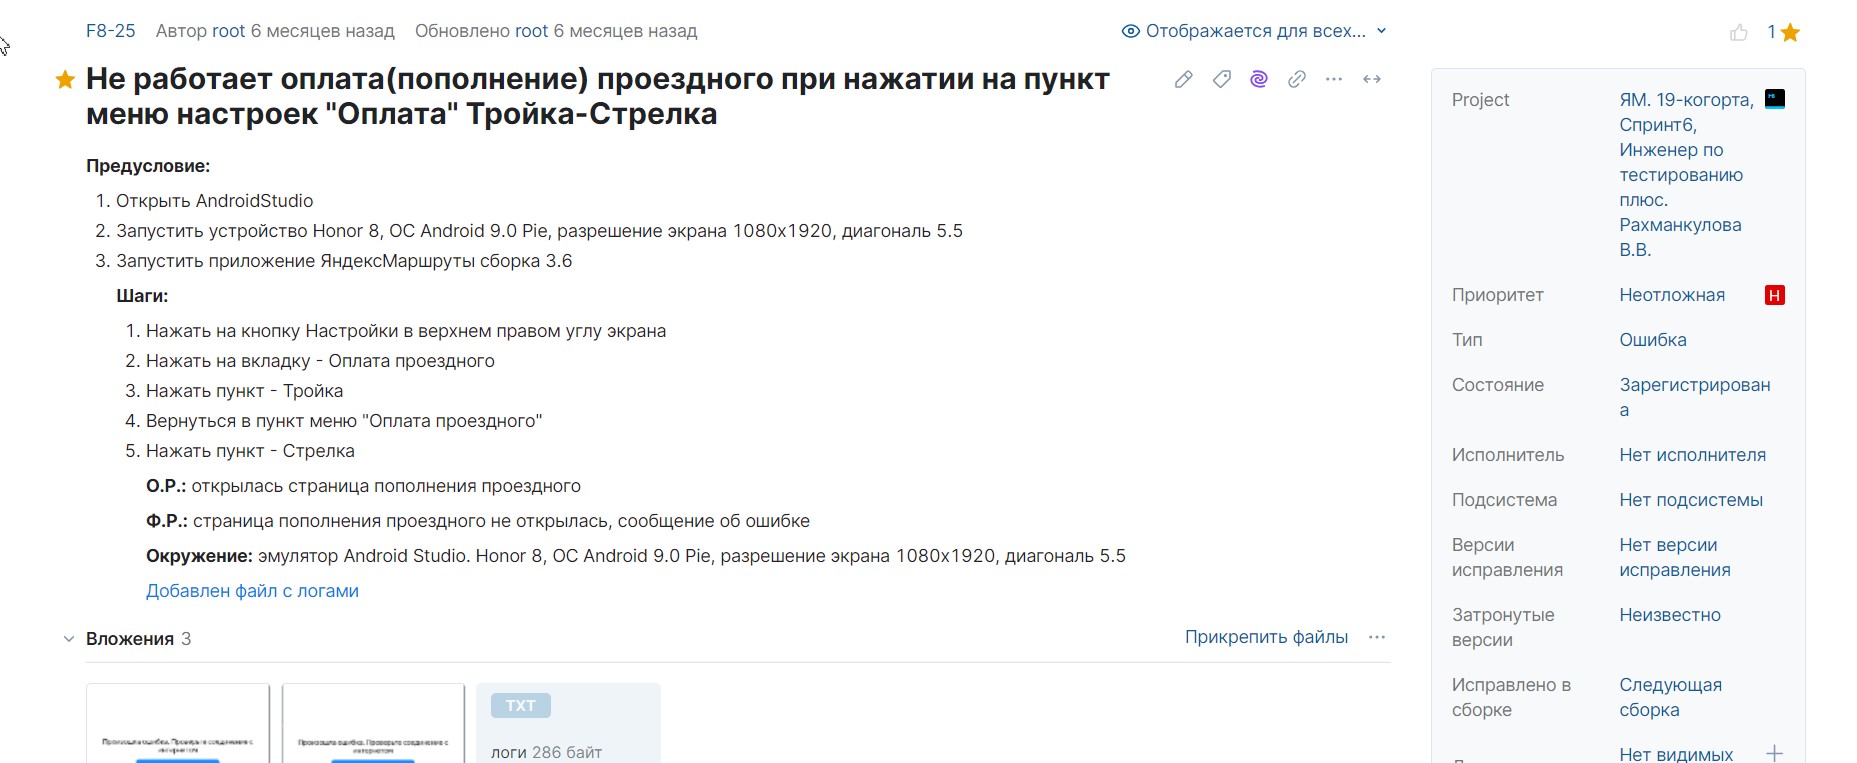 F8-25 Автор root 6 месяцев назад Обновлено root 6 месяцев назад Отображается для всех... 1
Не работает оплата(пополнение) проездного при нажатии на пункт
меню настроек "Оплата" Тройка-Стрелка
Предусловие:
1. Открыть AndroidStudio
2. Запустить устройство Honor 8, ОС Android 9.0 Pie, разрешение экрана 1080x1920, диагональ 5.5
3. Запустить приложение ЯндексМаршруты сборка 3.6
Шаги:
1. Нажать на кнопку Настройки в верхнем правом углу экрана
2. Нажать на вкладку - Оплата проездного
3. Нажать пункт - Тройка
4. Вернуться в пункт меню "Оплата проездного"
5. Нажать пункт - Стрелка
О.Р.: открылась страница пополнения проездного
Ф.Р.: страница пополнения проездного не открылась, сообщение об ошибке
Окружение: эмулятор Android Studio. Honor 8, ОС Android 9.0 Pie, разрешение экрана 1080x1920, диагональ 5.5
Добавлен файл с логами
Вложения 3 Прикрепить файлы
Произошла ошибка. Проверьте соединение с
интернетом
Произошла ошибка. Проверьте соединение с
интернетом
TXT
логи 286 байт
Project ЯМ. 19-когорта,
Спринт6,
Инженер по
тестированию
плюс.
Рахманкулова
В.В.
Приоритет Неотложная Н
Тип Ошибка
Состояние Зарегистрирован
а
Исполнитель Нет исполнителя
Подсистема Нет подсистемы
Версии Нет версии
исправления исправления
Затронутые Неизвестно
версии
Исправлено в Следующая
сборке сборка
Нет видимых